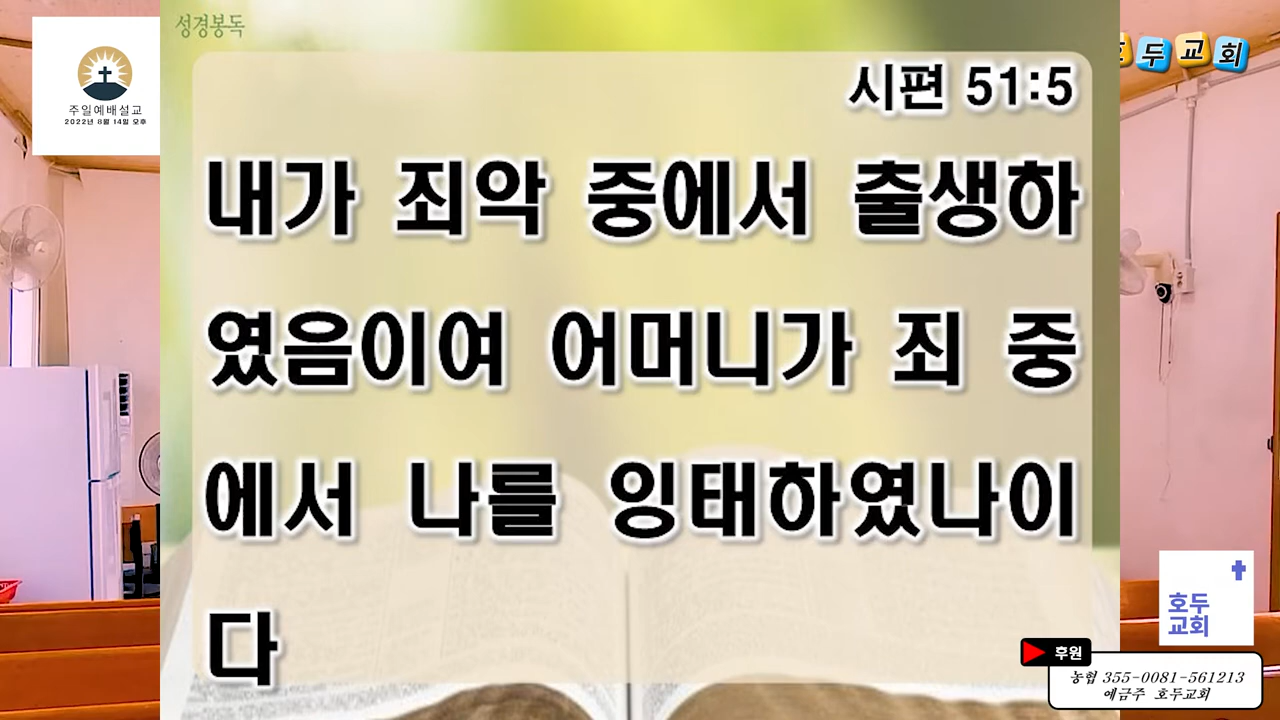 성경봉독
시편 51:5
내가 죄악 중에서 출생하
였음이여 어머니가 죄 중
에서 나를 잉태하였나이
다
주일예배설교
2022년 8월 14일 오후
호두교회
호두
교회
후원
농협 355-0081-561213
예금주 호두교회